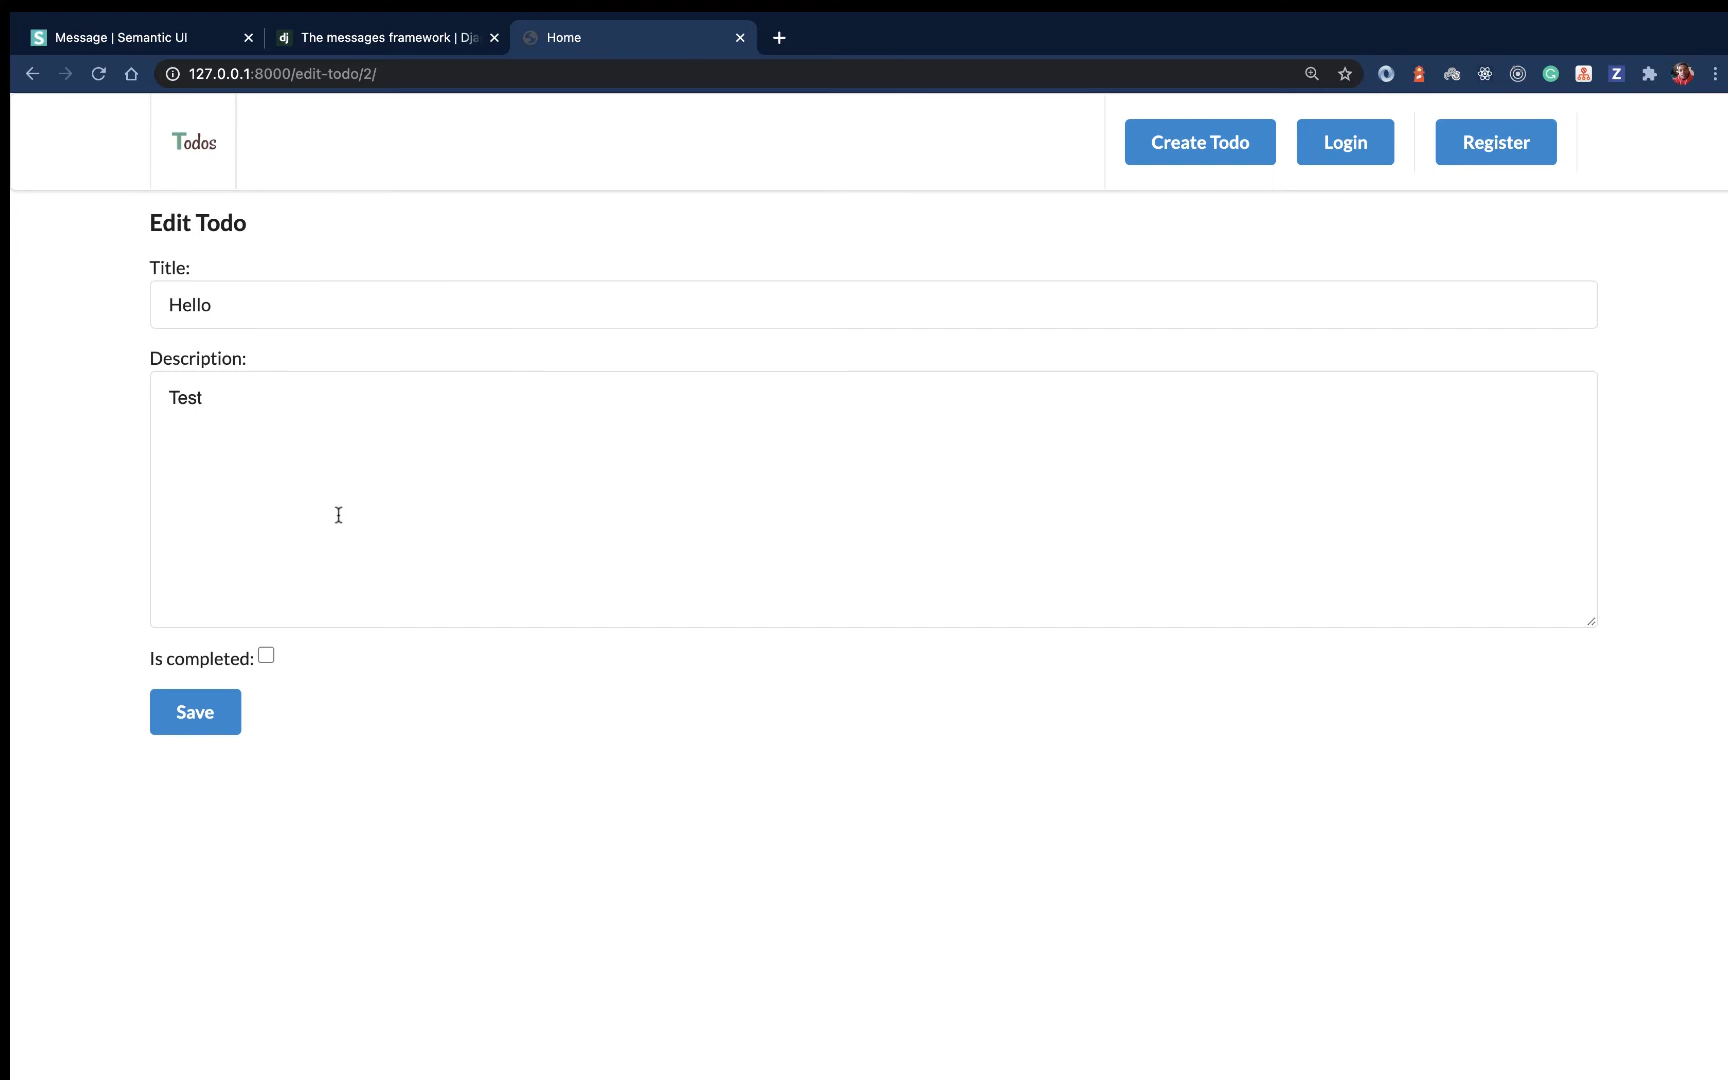 Message | Semantic UI
The messages framework | Dja
Home
127.0.0.1:8000/edit-todo/2/
Todos
Create Todo
Login
Register
Edit Todo
Title:
Hello
Description:
Test
Is completed:
Save